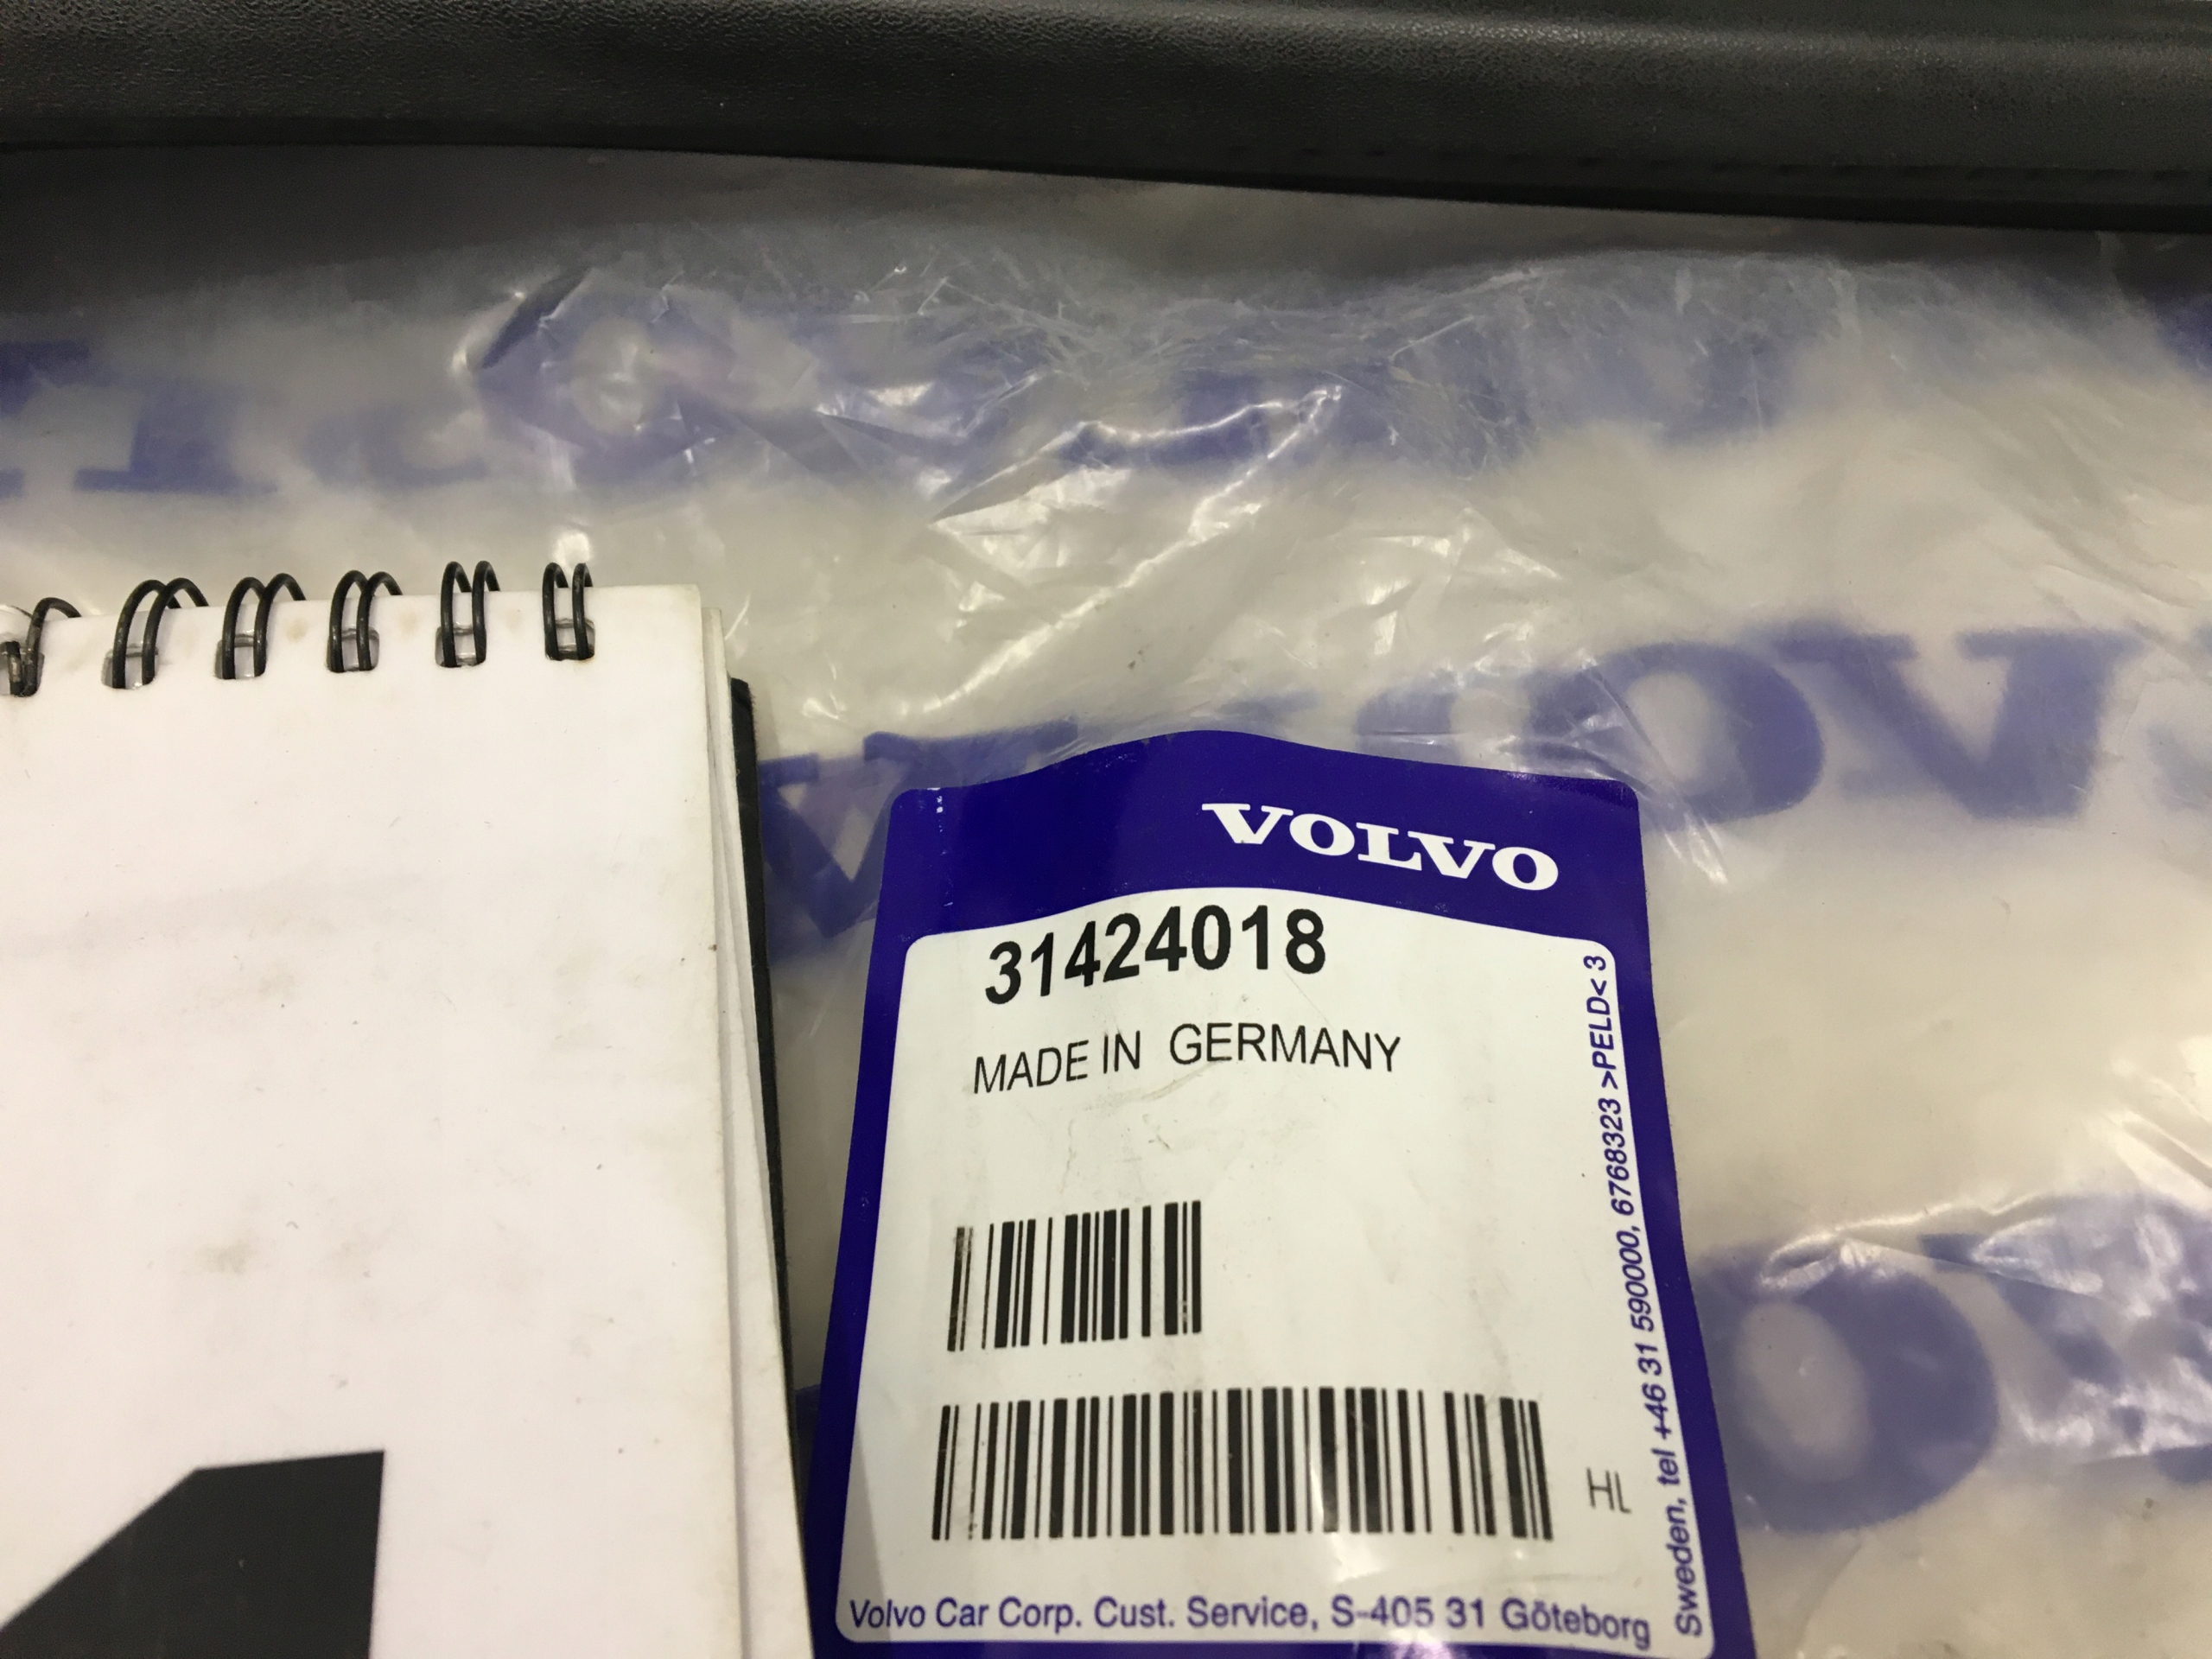 VOLVO
31424018
MADE IN GERMANY
HL
Volvo Car Corp. Cust. Service, S-405 31 Göteborg
Sweden, tel +46 31 590000, 6768323 >PELD< 3